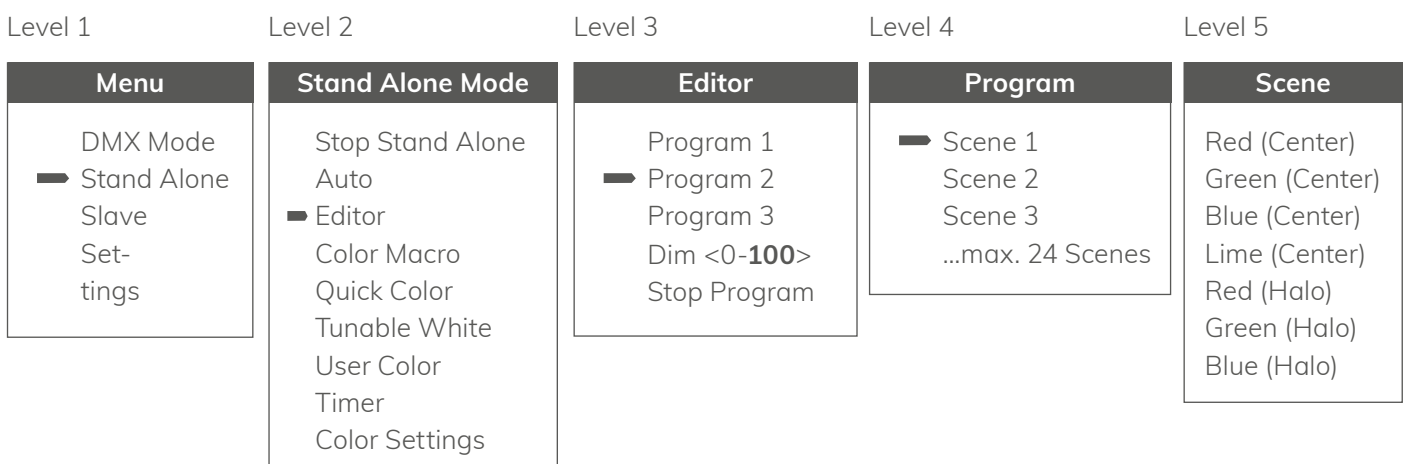 Level 1
Menu
DMX Mode
Stand Alone
Slave
Set-
tings
Level 2
Stand Alone Mode
Stop Stand Alone
Auto
Editor
Color Macro
Quick Color
Tunable White
User Color
Timer
Color Settings
Level 3
Editor
Program 1
Program 2
Program 3
Dim <0-100>
Stop Program
Level 4
Program
Scene 1
Scene 2
Scene 3
...max. 24 Scenes
Level 5
Scene
Red (Center)
Green (Center)
Blue (Center)
Lime (Center)
Red (Halo)
Green (Halo)
Blue (Halo)